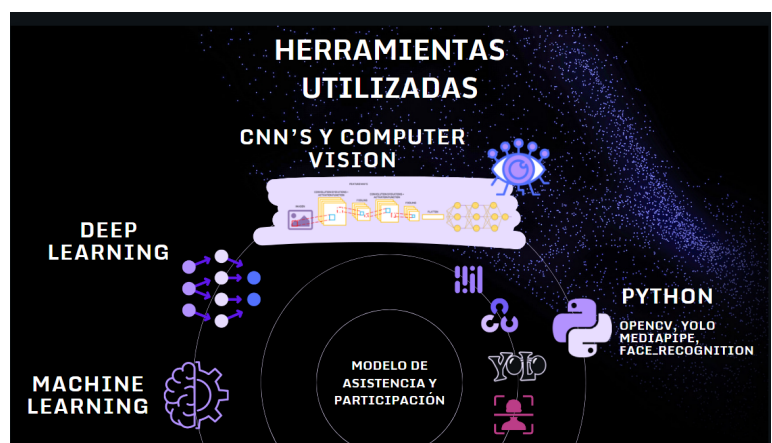 HERRAMIENTAS
UTILIZADAS
CNN'S Y COMPUTER
VISION
DEEP
LEARNING
PYTHON
OPENCV, YOLO
MEDIAPIPE,
FACE_RECOGNITION
YOLO
MACHINE
LEARNING
MODELO DE
ASISTENCIA Y
PARTICIPACIÓN